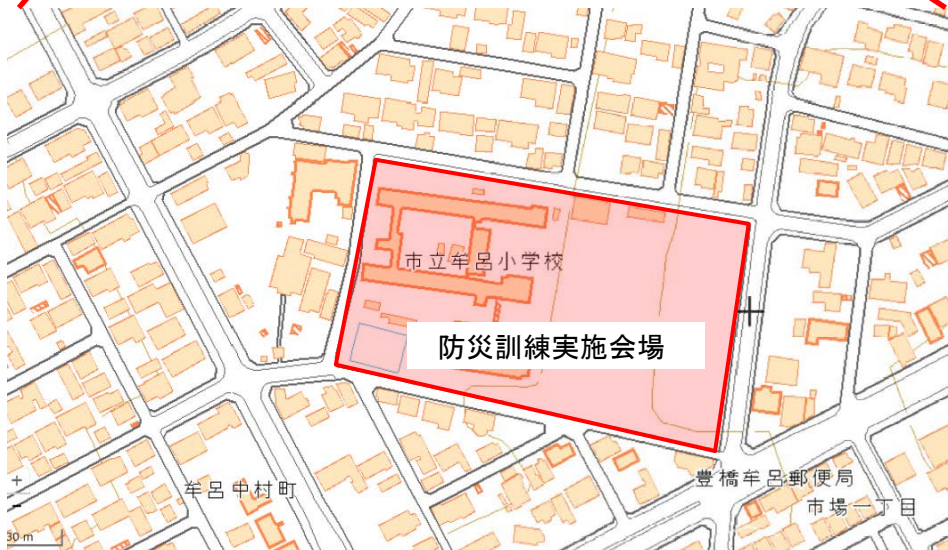 市立牟呂小学校
防災訓練実施会場
牟呂中村町
豊橋牟呂郵便局
市場一丁目
+
-
30 m